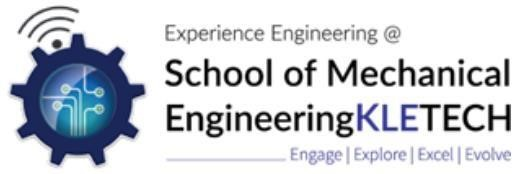 Experience Engineering @
School of Mechanical
EngineeringKLETECH
Engage | Explore | Excel | Evolve